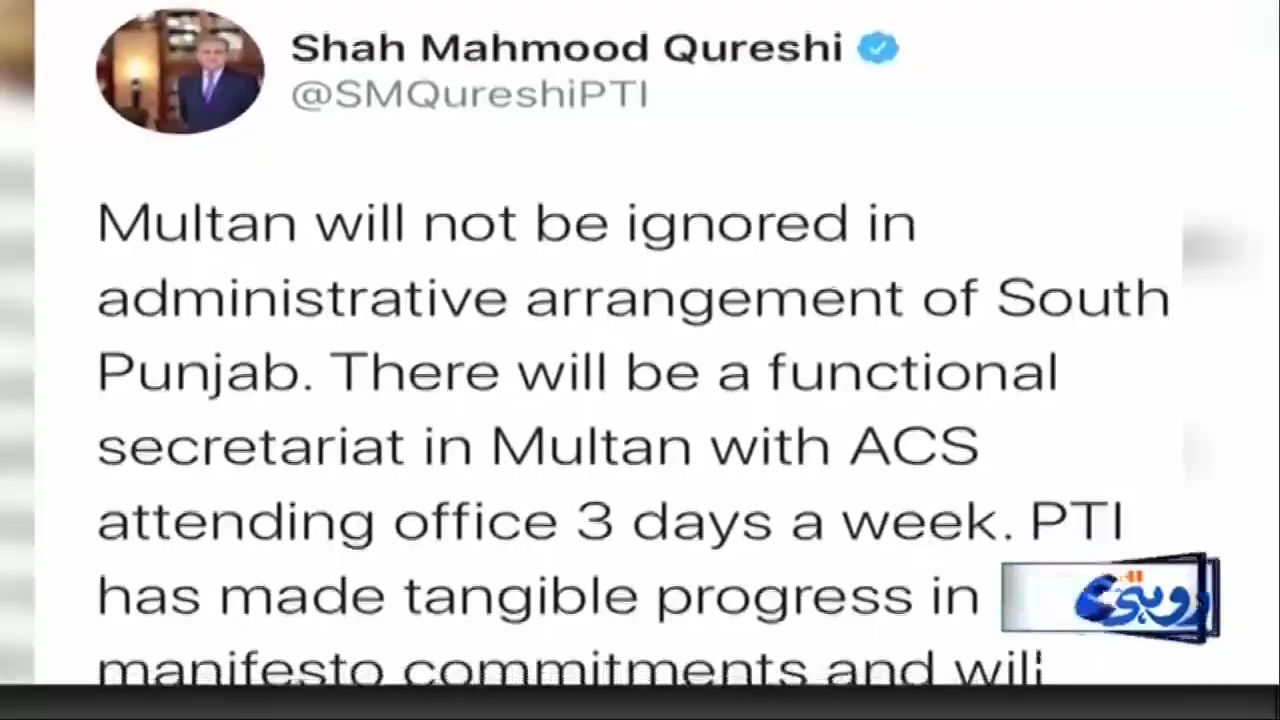 Shah Mahmood Qureshi
@SMQureshiPTI
Multan will not be ignored in
administrative arrangement of South
Punjab. There will be a functional
secretariat in Multan with ACS
attending office 3 days a week. PTI
has made tangible progress in
manifesto commitments and will
روہی